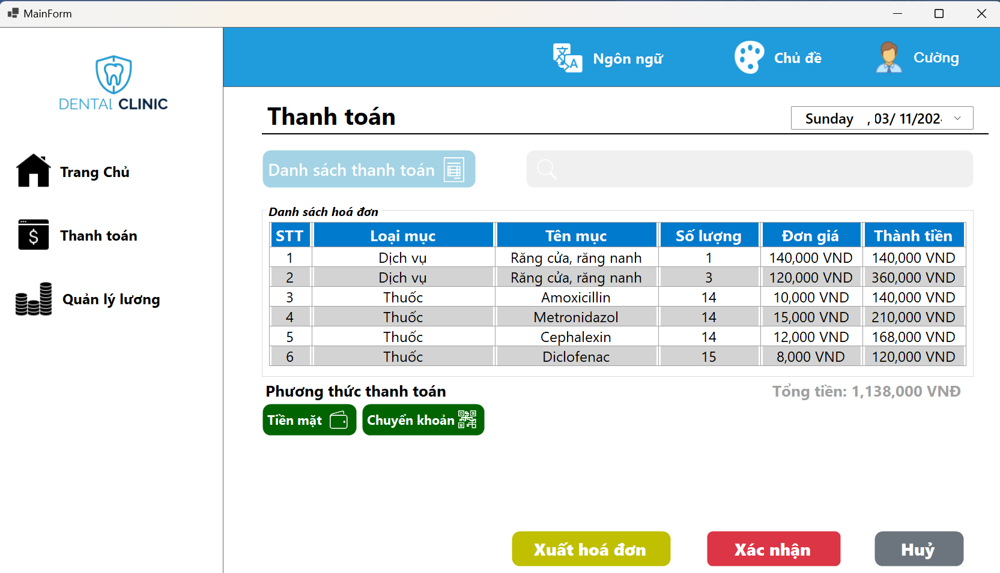 MainForm
Ngôn ngữ
Chủ đề
Cường
DENTAL CLINIC
Thanh toán
Sunday , 03/ 11/202
Trang Chủ
Danh sách thanh toán
Thanh toán
Quản lý lương
Danh sách hoá đơn
STT Loại mục Tên mục Số lượng Đơn giá Thành tiền
1 Dịch vụ Răng cửa, răng nanh 1 140,000 VND 140,000 VND
2 Dịch vụ Răng cửa, răng nanh 3 120,000 VND 360,000 VND
3 Thuốc Amoxicillin 14 10,000 VND 140,000 VND
4 Thuốc Metronidazol 14 15,000 VND 210,000 VND
5 Thuốc Cephalexin 14 12,000 VND 168,000 VND
6 Thuốc Diclofenac 15 8,000 VND 120,000 VND
Phương thức thanh toán
Tổng tiền: 1,138,000 VNĐ
Tiền mặt
Chuyển khoản
Xuất hoá đơn
Xác nhận
Huỷ